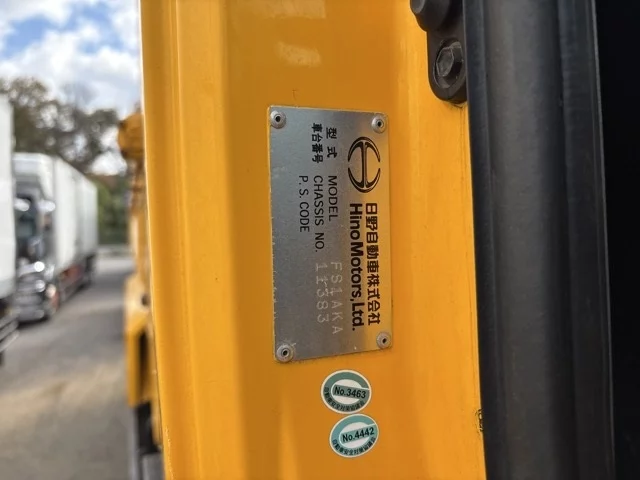 日野自動車株式会社
Hino Motors, Ltd.
型式 MODEL FS1AKA
車台番号 CHASSIS NO. 11383
P. S. CODE
No.3463
No.4442